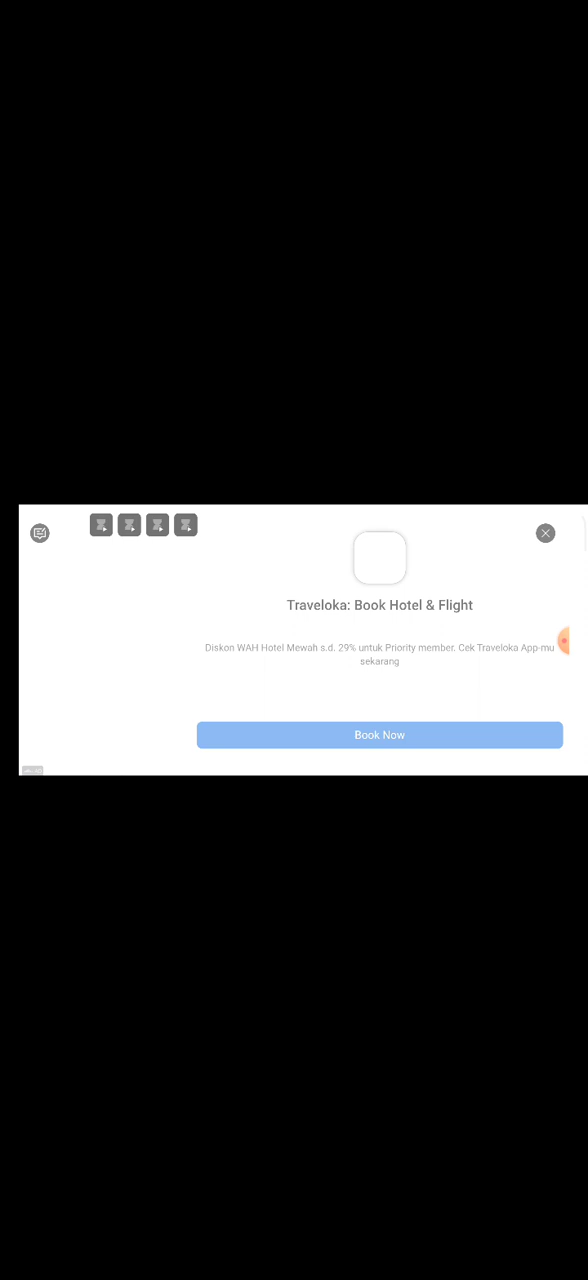 Traveloka: Book Hotel & Flight
Diskon WAH Hotel Mewah s.d. 29% untuk Priority member. Cek Traveloka App-mu
sekarang
Book Now